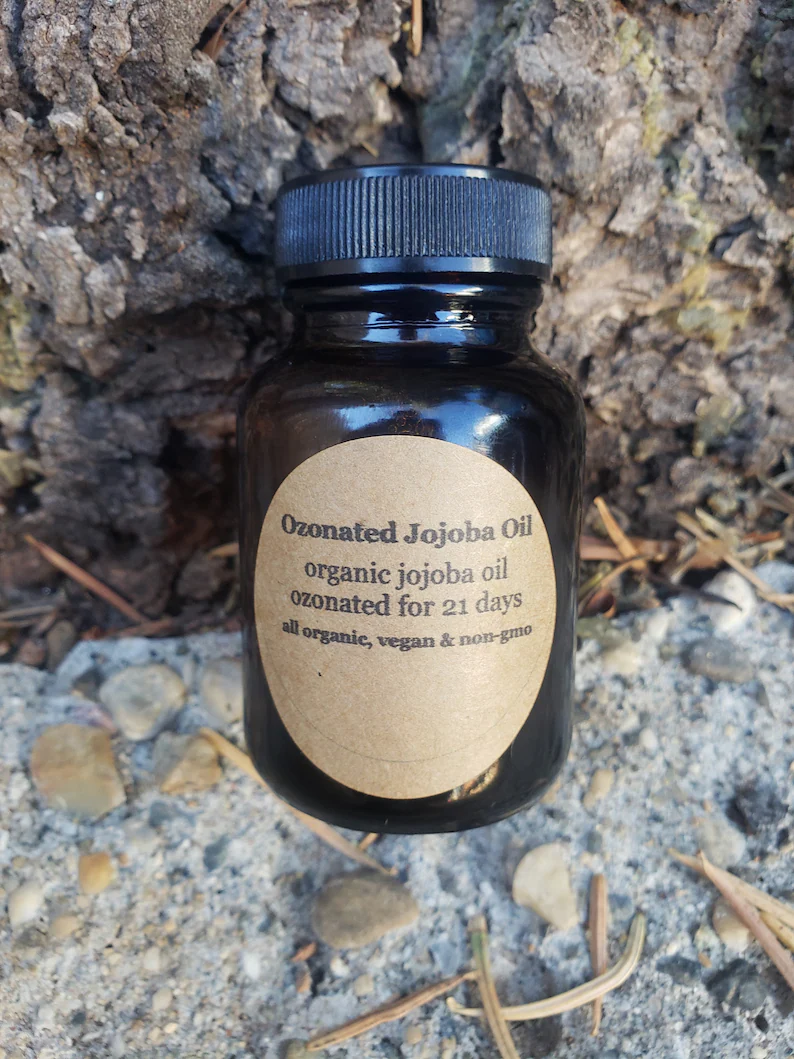 Ozonated Jojoba Oil
organic jojoba oil
ozonated for 21 days
all organic, vegan & non-gmo